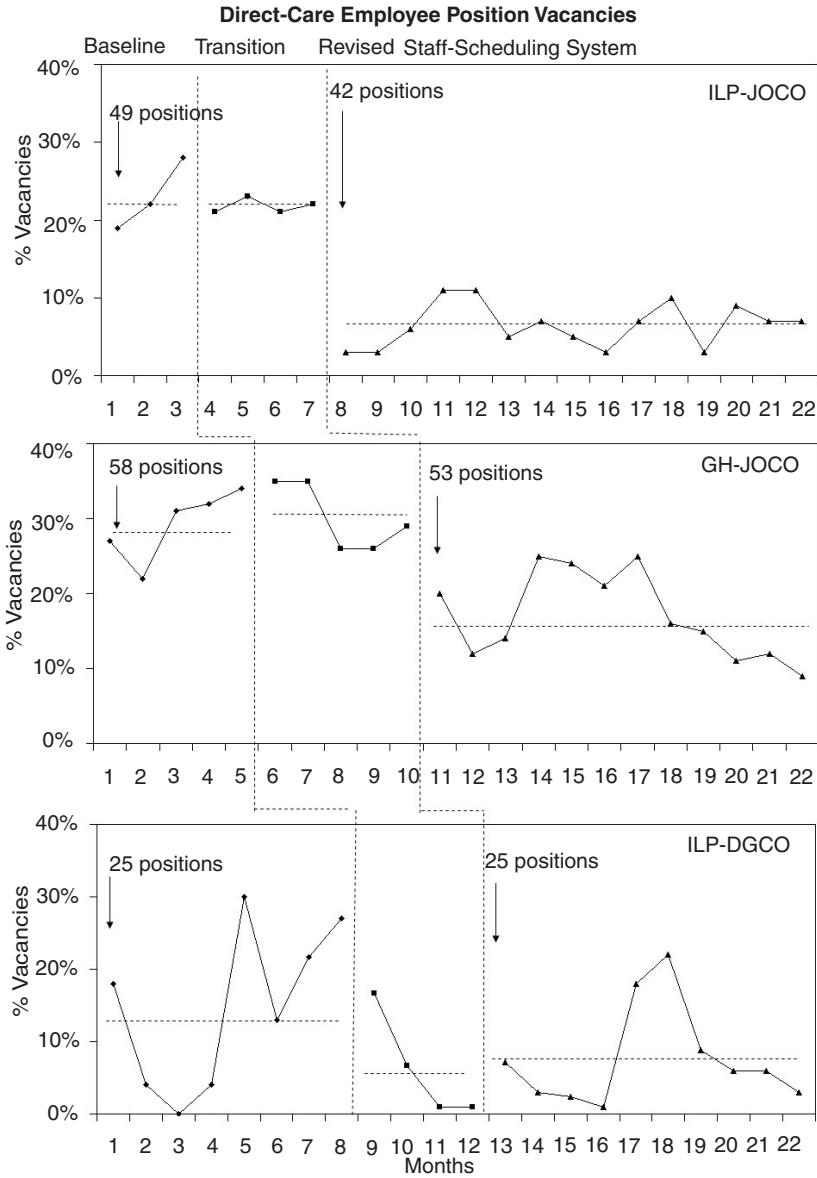 Direct-Care Employee Position Vacancies
Baseline Transition Revised Staff-Scheduling System
40%
49 positions
42 positions
ILP-JOCO
30%
20%
10%
0%
% Vacancies
1 2 3 4 5 6 7 8 9 10 11 12 13 14 15 16 17 18 19 20 21 22
40%
58 positions
53 positions
GH-JOCO
30%
20%
10%
0%
% Vacancies
1 2 3 4 5 6 7 8 9 10 11 12 13 14 15 16 17 18 19 20 21 22
40%
25 positions
25 positions
ILP-DGCO
30%
20%
10%
0%
% Vacancies
1 2 3 4 5 6 7 8 9 10 11 12 13 14 15 16 17 18 19 20 21 22
Months